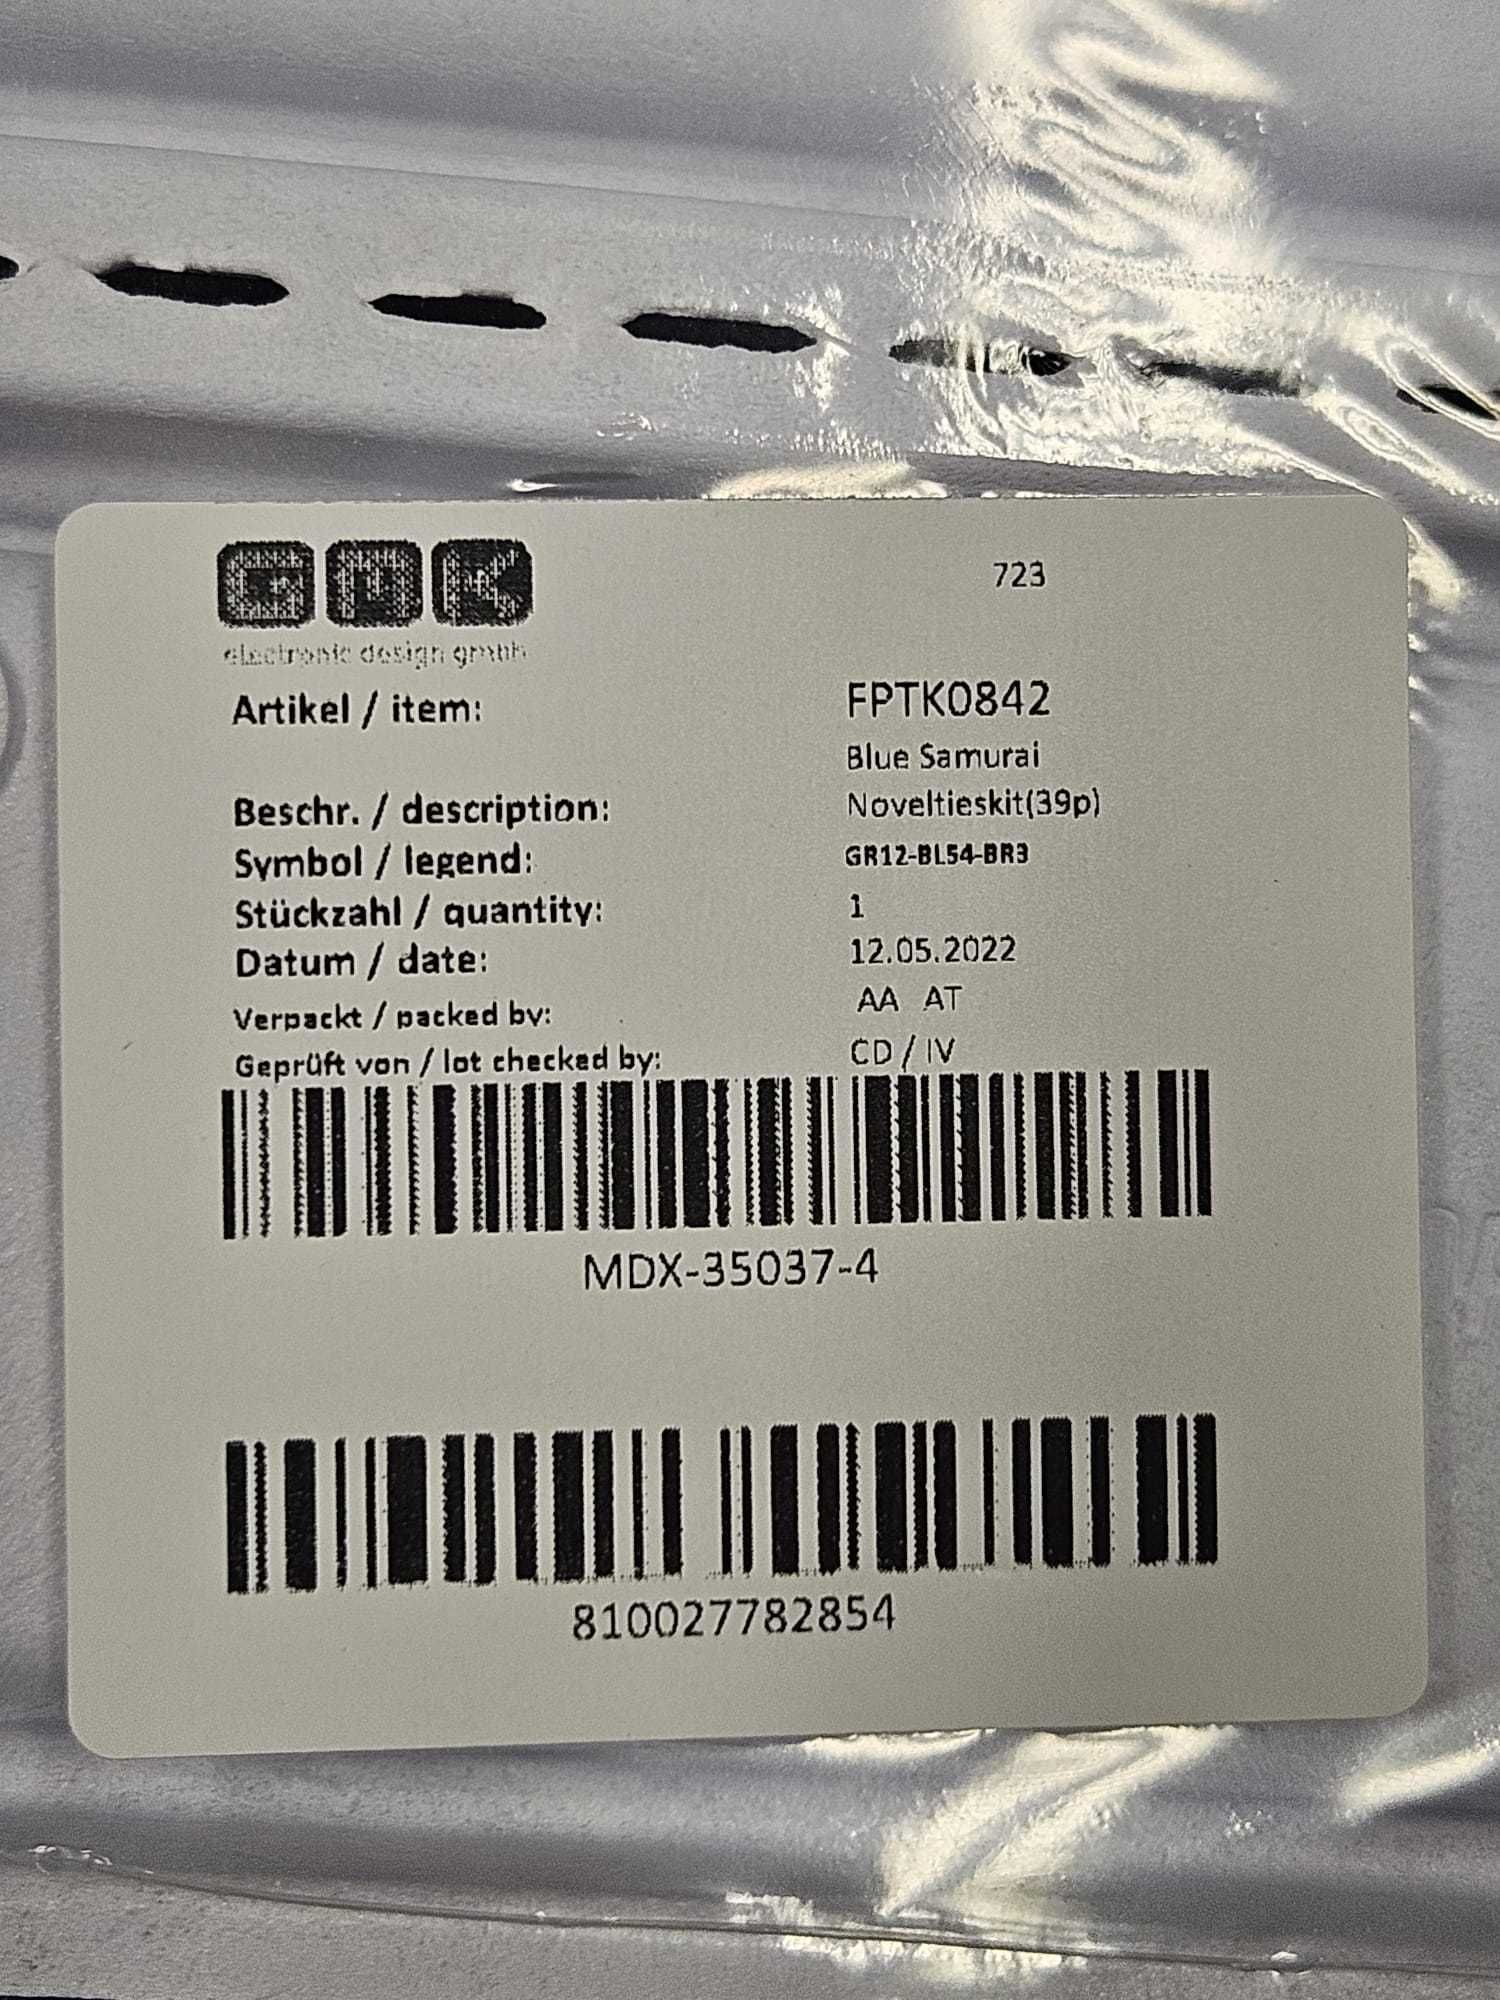 GMK
723
electronic design gmbh
Artikel / item: FPTK0842
Blue Samurai
Beschr. / description: Noveltieskit(39p)
Symbol / legend: GR12-BL54-BR3
Stückzahl / quantity: 1
Datum / date: 12.05.2022
Verpackt / packed by: AA AT
Geprüft von / lot checked by: CD / IV
MDX-35037-4
810027782854